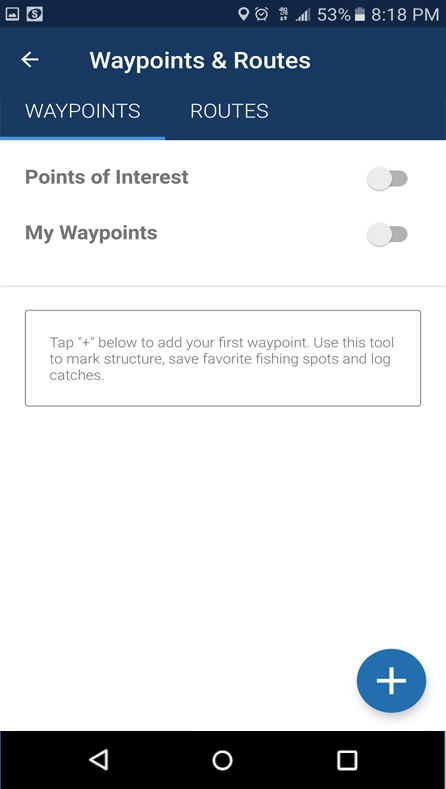 53% 8:18 PM
Waypoints & Routes
WAYPOINTS ROUTES
Points of Interest
My Waypoints
Tap "+" below to add your first waypoint. Use this tool
to mark structure, save favorite fishing spots and log
catches.